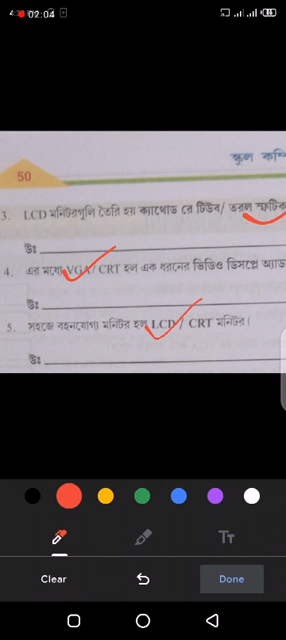 02:04
স্কুল কম্পি
50
3. LCD মনিটরগুলি তৈরি হয় ক্যাথোড রে টিউব/ তরল স্ফটিক
উঃ
4. এর মধ্যে VGA/ CRT হল এক ধরনের ভিডিও ডিসপ্লে অ্যাড
উঃ
5. সহজে বহনযোগ্য মনিটর হল LCD / CRT মনিটর।
উঃ
Tт
Clear
Done